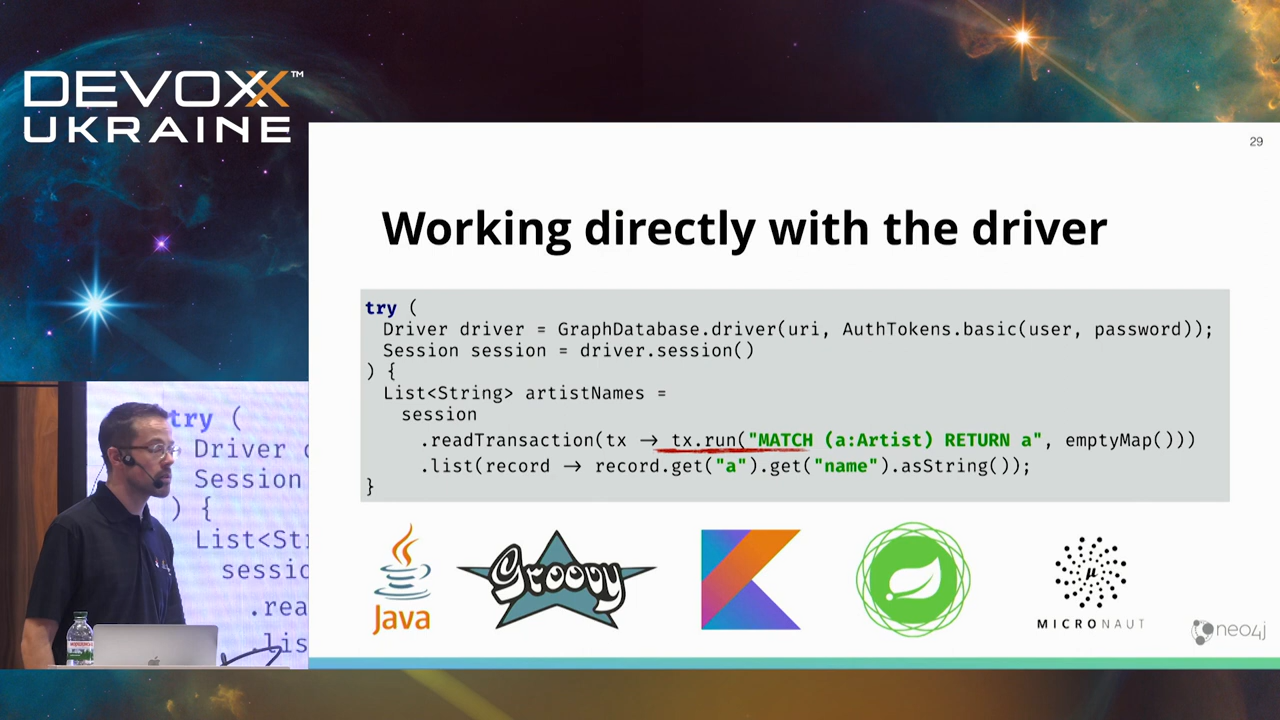 DEVOXX™
UKRAINE
29
Working directly with the driver
try (
Driver driver = GraphDatabase.driver(uri, AuthTokens.basic(user, password));
Session session = driver.session()
) {
List<String> artistNames =
session
.readTransaction(tx → tx.run("MATCH (a:Artist) RETURN a", emptyMap()))
.list(record → record.get("a").get("name").asString());
}
Java
Groovy
μ
MICRONAUT
neo4j
try (
Driver d
Session
) {
List<Str
sessio
.rea
.lis